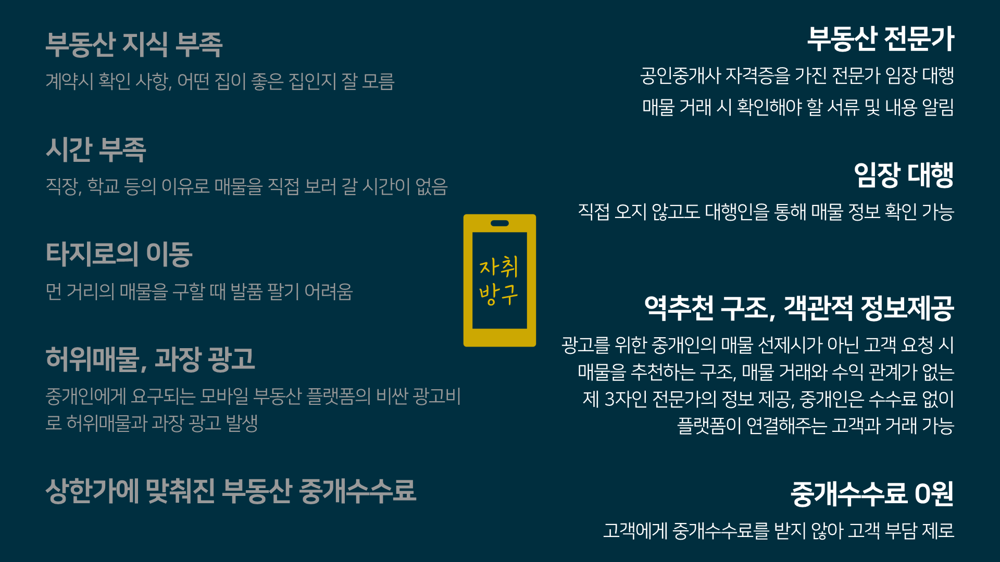 부동산 지식 부족
계약시 확인 사항, 어떤 집이 좋은 집인지 잘 모름
시간 부족
직장, 학교 등의 이유로 매물을 직접 보러 갈 시간이 없음
타지로의 이동
먼 거리의 매물을 구할 때 발품 팔기 어려움
허위매물, 과장 광고
중개인에게 요구되는 모바일 부동산 플랫폼의 비싼 광고비
로 허위매물과 과장 광고 발생
상한가에 맞춰진 부동산 중개수수료
자취
방구
부동산 전문가
공인중개사 자격증을 가진 전문가 임장 대행
매물 거래 시 확인해야 할 서류 및 내용 알림
임장 대행
직접 오지 않고도 대행인을 통해 매물 정보 확인 가능
역추천 구조, 객관적 정보제공
광고를 위한 중개인의 매물 선제시가 아닌 고객 요청 시
매물을 추천하는 구조, 매물 거래와 수익 관계가 없는
제 3자인 전문가의 정보 제공, 중개인은 수수료 없이
플랫폼이 연결해주는 고객과 거래 가능
중개수수료 0원
고객에게 중개수수료를 받지 않아 고객 부담 제로